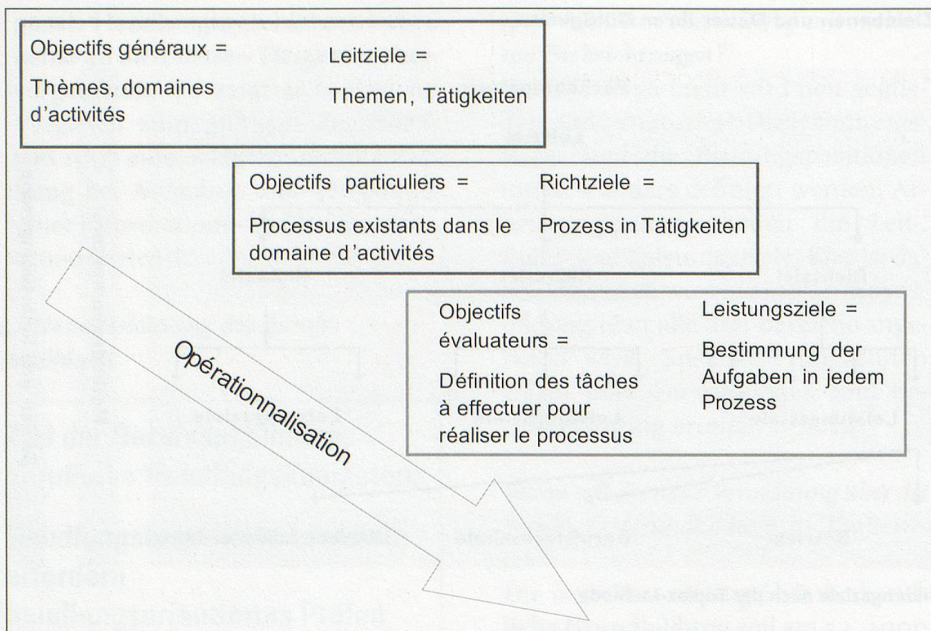 Objectifs généraux =
Thèmes, domaines
d'activités
Leitziele =
Themen, Tätigkeiten
Objectifs particuliers =
Processus existants dans le
domaine d'activités
Richtziele =
Prozess in Tätigkeiten
Objectifs
évaluateurs =
Définition des tâches
à effectuer pour
réaliser le processus
Leistungsziele =
Bestimmung der
Aufgaben in jedem
Prozess
Opérationnalisation